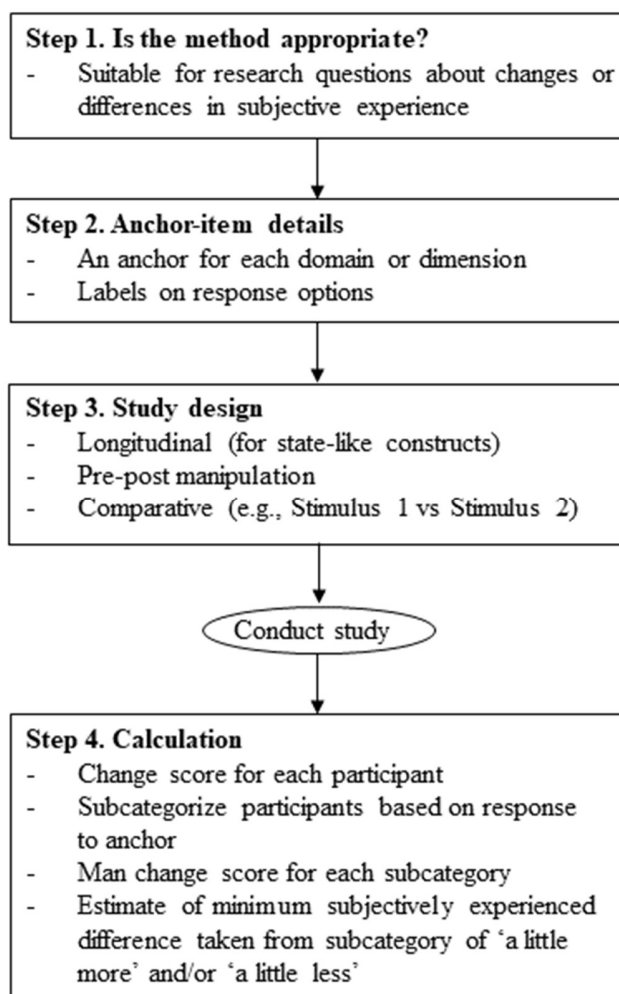 Step 1. Is the method appropriate?
- Suitable for research questions about changes or
differences in subjective experience
Step 2. Anchor-item details
- An anchor for each domain or dimension
- Labels on response options
Step 3. Study design
- Longitudinal (for state-like constructs)
- Pre-post manipulation
- Comparative (e.g., Stimulus 1 vs Stimulus 2)
Conduct study
Step 4. Calculation
- Change score for each participant
- Subcategorize participants based on response
to anchor
- Man change score for each subcategory
- Estimate of minimum subjectively experienced
difference taken from subcategory of ‘a little
more’ and/or ‘a little less’